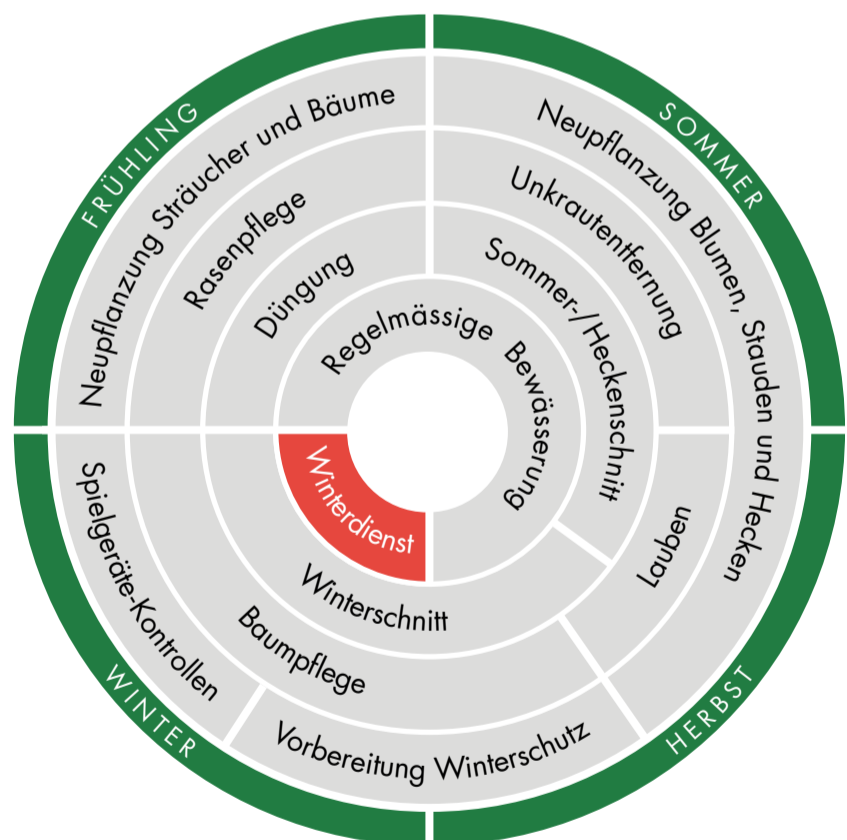 FRÜHLING
SOMMER
HERBST
WINTER
Neupflanzung Sträucher und Bäume
Rasenpflege
Düngung
Regelmässige Bewässerung
Neupflanzung Blumen, Stauden und Hecken
Unkrautentfernung
Sommer-/Heckenschnitt
Lauben
Winterdienst
Winterschnitt
Baumpflege
Spielgeräte-Kontrollen
Vorbereitung Winterschutz